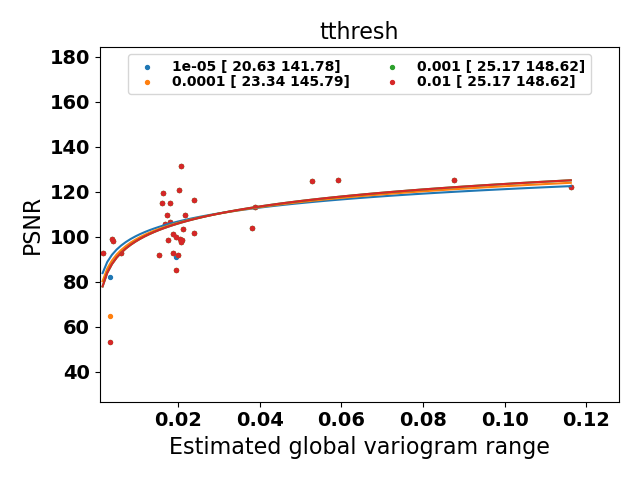 tthresh
1e-05 [ 20.63 141.78]
0.0001 [ 23.34 145.79]
0.001 [ 25.17 148.62]
0.01 [ 25.17 148.62]
PSNR
180
160
140
120
100
80
60
40
0.02 0.04 0.06 0.08 0.10 0.12
Estimated global variogram range